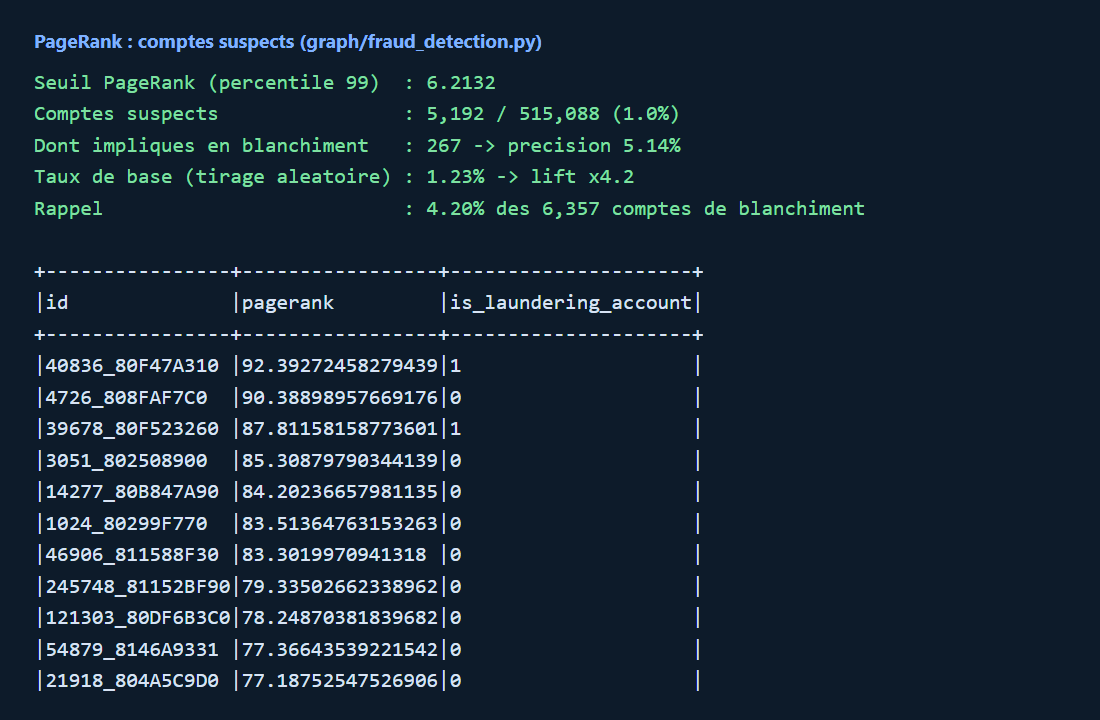 PageRank : comptes suspects (graph/fraud_detection.py)
Seuil PageRank (percentile 99)  : 6.2132
Comptes suspects                : 5,192 / 515,088 (1.0%)
Dont impliques en blanchiment   : 267 -> precision 5.14%
Taux de base (tirage aleatoire) : 1.23% -> lift x4.2
Rappel                          : 4.20% des 6,357 comptes de blanchiment
+----------------+-----------------+---------------------+
|id              |pagerank         |is_laundering_account|
+----------------+-----------------+---------------------+
|40836_80F47A310 |92.39272458279439|1                    |
|4726_808FAF7C0  |90.38898957669176|0                    |
|39678_80F523260 |87.81158158773601|1                    |
|3051_802508900  |85.30879790344139|0                    |
|14277_80B847A90 |84.20236657981135|0                    |
|1024_80299F770  |83.51364763153263|0                    |
|46906_811588F30 |83.3019970941318 |0                    |
|245748_81152BF90|79.33502662338962|0                    |
|121303_80DF6B3C0|78.24870381839682|0                    |
|54879_8146A9331 |77.36643539221542|0                    |
|21918_804A5C9D0 |77.18752547526906|0                    |